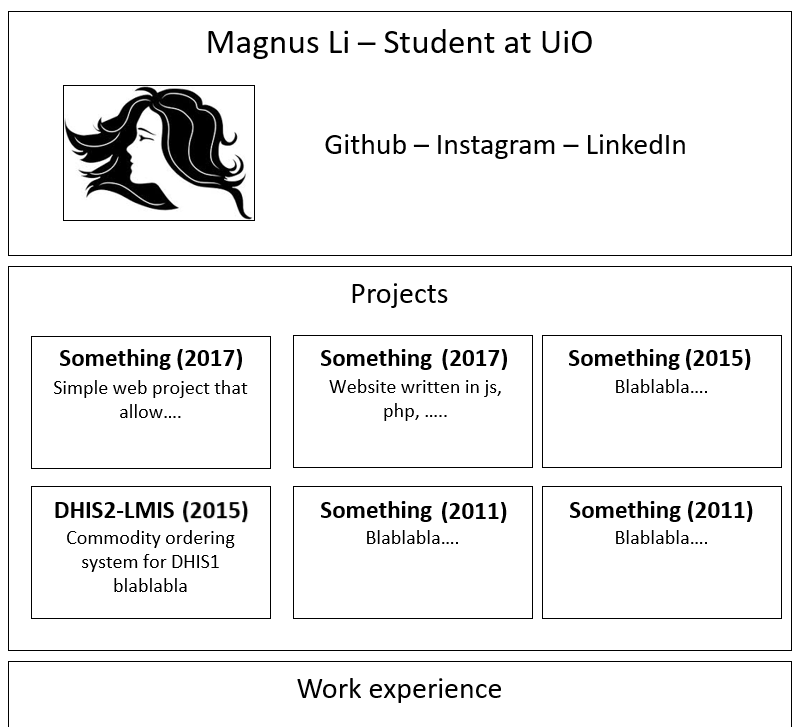 Magnus Li – Student at UiO
Github – Instagram – LinkedIn
Projects
Something (2017)
Simple web project that
allow….
Something (2017)
Website written in js,
php, …..
Something (2015)
Blablabla….
DHIS2-LMIS (2015)
Commodity ordering
system for DHIS1
blablabla
Something (2011)
Blablabla….
Something (2011)
Blablabla….
Work experience